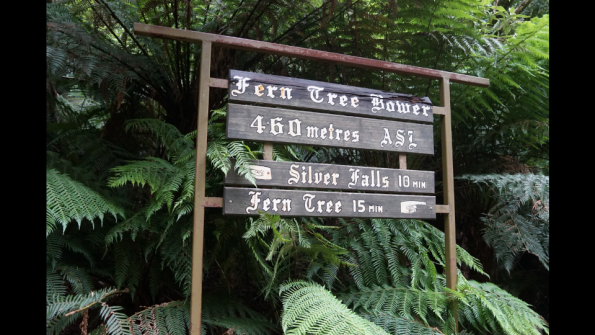 Fern Tree Bower
460 metres ASL
Silver Falls 10 MIN
Fern Tree 15 MIN